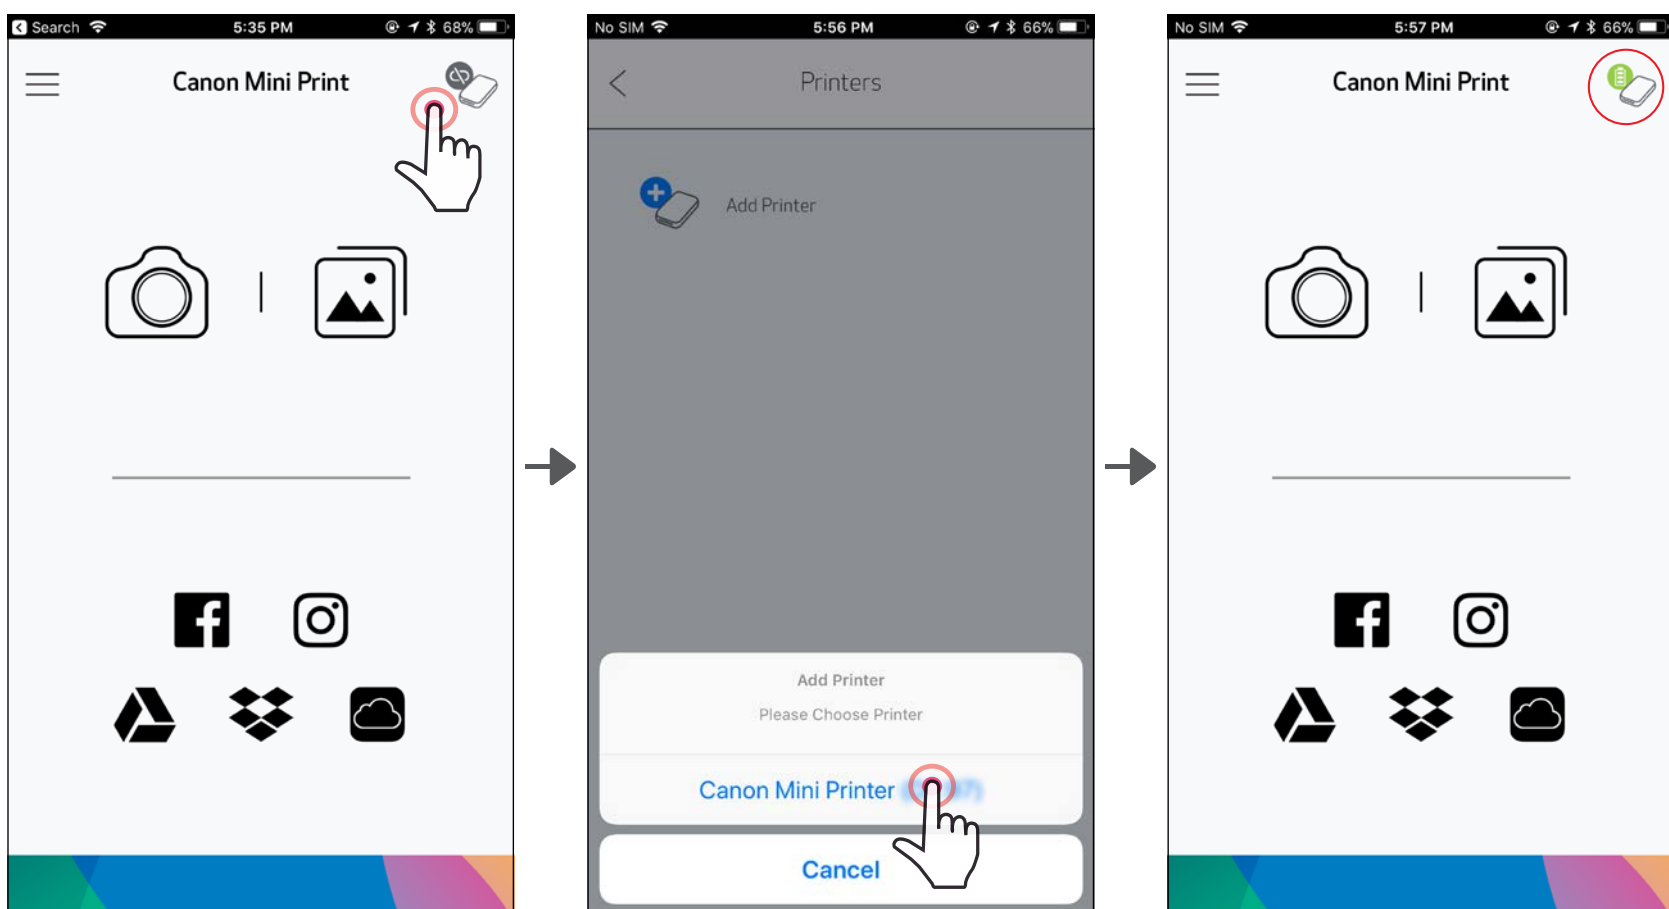 Search 5:35 PM 68%
Canon Mini Print
No SIM 5:56 PM 66%
Printers
Add Printer
Add Printer
Please Choose Printer
Canon Mini Printer
Cancel
No SIM 5:57 PM 66%
Canon Mini Print